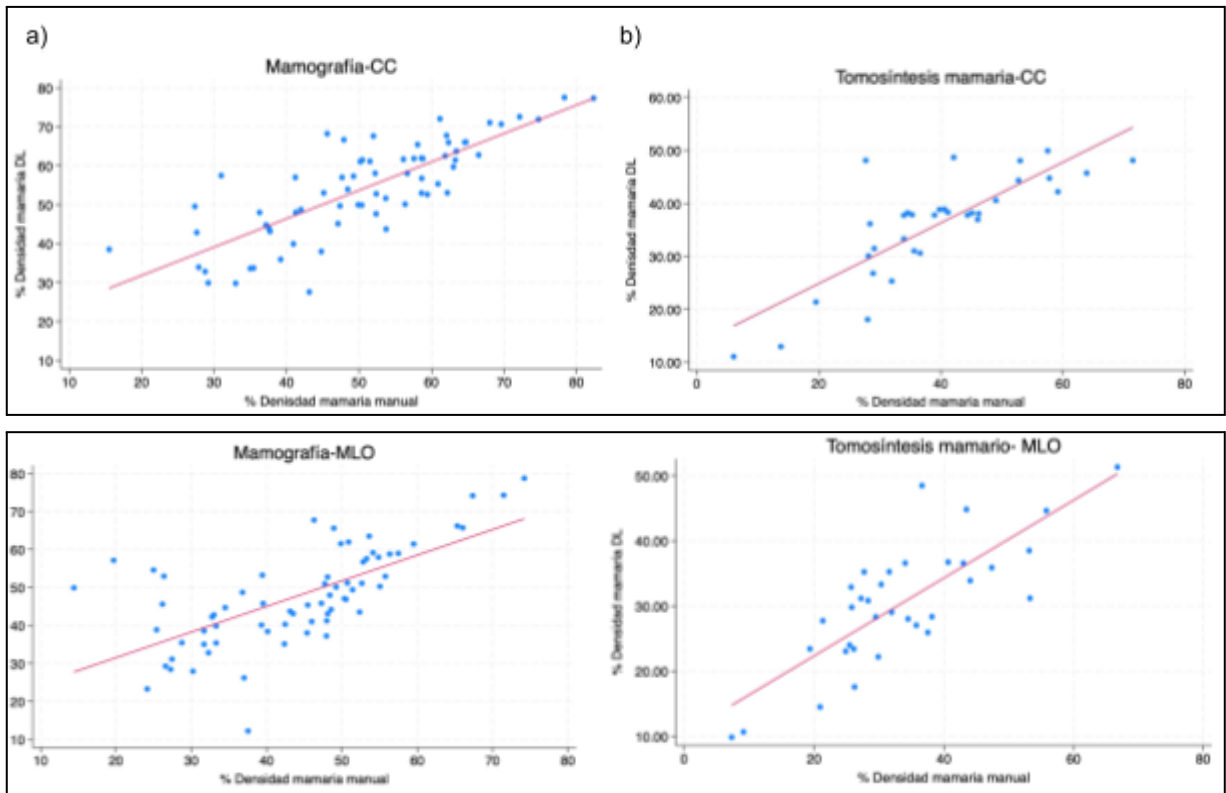 a)
Mamografía-CC
80
70
60
50
40
30
20
10
% Densidad mamaria DL
10 20 30 40 50 60 70 80
% Denisdad mamaria manual
b)
Tomosíntesis mamaria-CC
60.00
50.00
40.00
30.00
20.00
10.00
% Denisdad mamaria DL
0 20 40 60 80
% Densidad mamaria manual
Mamografía-MLO
80
70
60
50
40
30
20
10
% Densidad mamaria DL
10 20 30 40 50 60 70 80
% Densidad mamaria manual
Tomosíntesis mamario- MLO
50.00
40.00
30.00
20.00
10.00
% Densidad mamaria DL
0 20 40 60 80
% Densidad mamaria manual